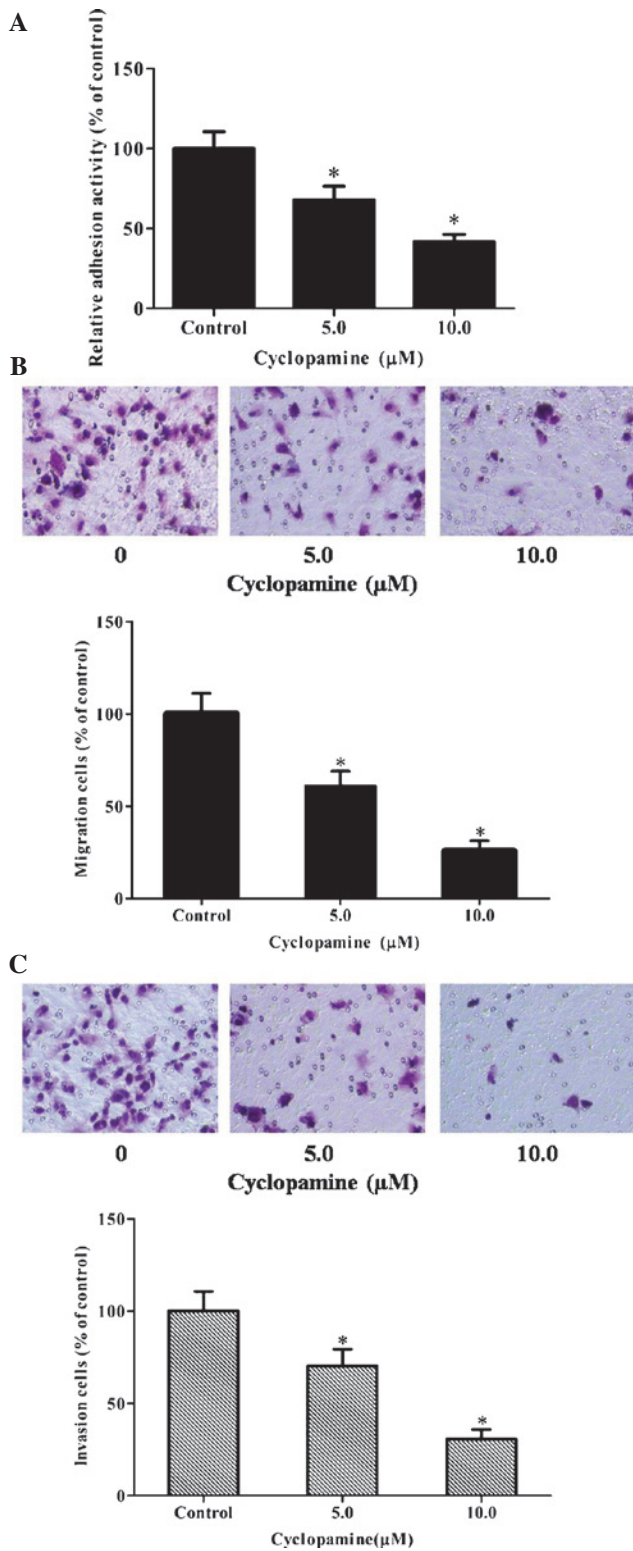 A
Relative adhesion activity (% of control)
150
100
50
0
*
*
Control 5.0 10.0
Cyclopamine (μM)
B
0 5.0 10.0
Cyclopamine (μM)
Migration cells (% of control)
150
100
50
0
*
*
Control 5.0 10.0
Cyclopamine (μM)
C
0 5.0 10.0
Cyclopamine (μM)
Invasion cells (% of control)
150
100
50
0
*
*
Control 5.0 10.0
Cyclopamine(μM)